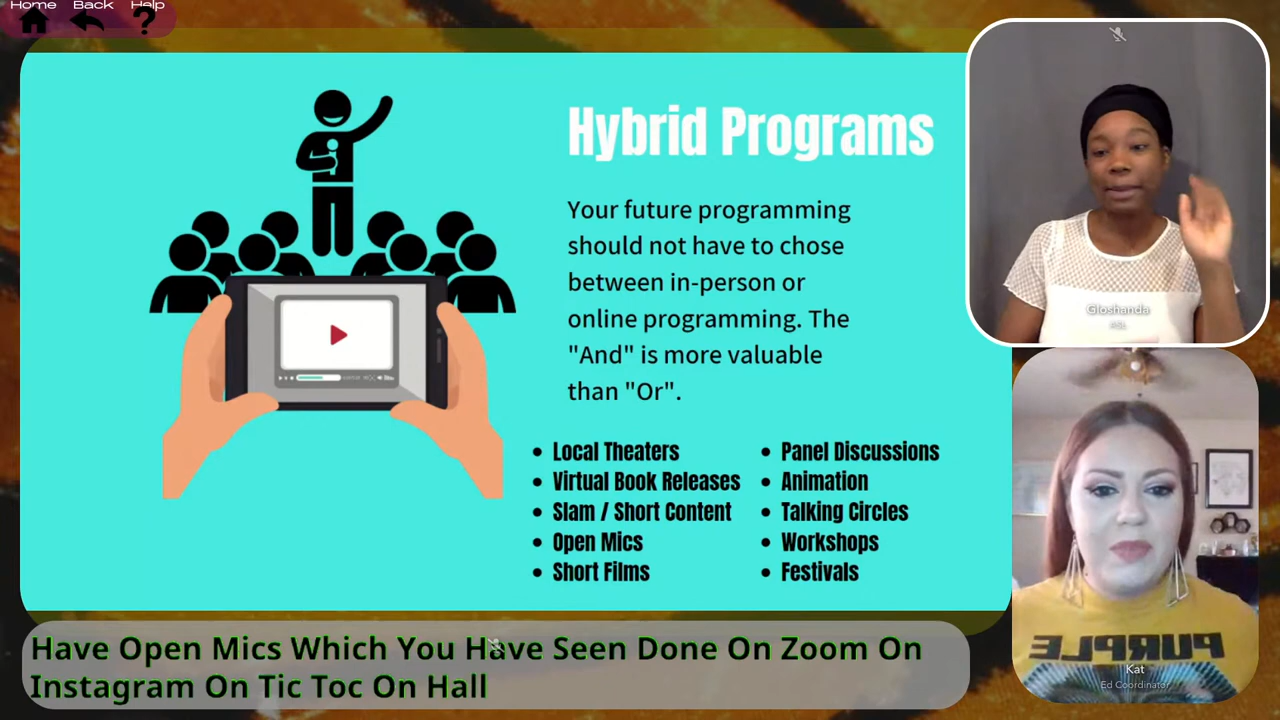 Home Back Help
?
Hybrid Programs
Your future programming
should not have to chose
between in-person or
online programming. The
"And" is more valuable
than "Or".
• Local Theaters
• Virtual Book Releases
• Slam / Short Content
• Open Mics
• Short Films
• Panel Discussions
• Animation
• Talking Circles
• Workshops
• Festivals
Gloshanda
ASL
PURPLE
Kat
Ed Coordinator
Have Open Mics Which You Have Seen Done On Zoom On
Instagram On Tic Toc On Hall